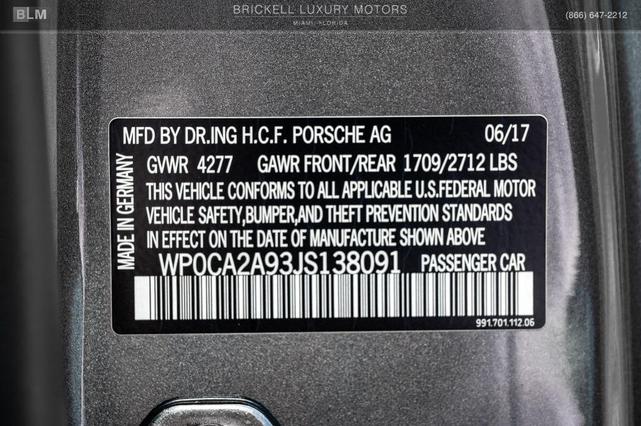 BLM
BRICKELL LUXURY MOTORS
MIAMI, FLORIDA
(866) 647-2212
MFD BY DR.ING H.C.F. PORSCHE AG 06/17
GVWR 4277 GAWR FRONT/REAR 1709/2712 LBS
THIS VEHICLE CONFORMS TO ALL APPLICABLE U.S.FEDERAL MOTOR
VEHICLE SAFETY,BUMPER,AND THEFT PREVENTION STANDARDS
IN EFFECT ON THE DATE OF MANUFACTURE SHOWN ABOVE
MADE IN GERMANY
WP0CA2A93JS138091 PASSENGER CAR
991.701.112.06